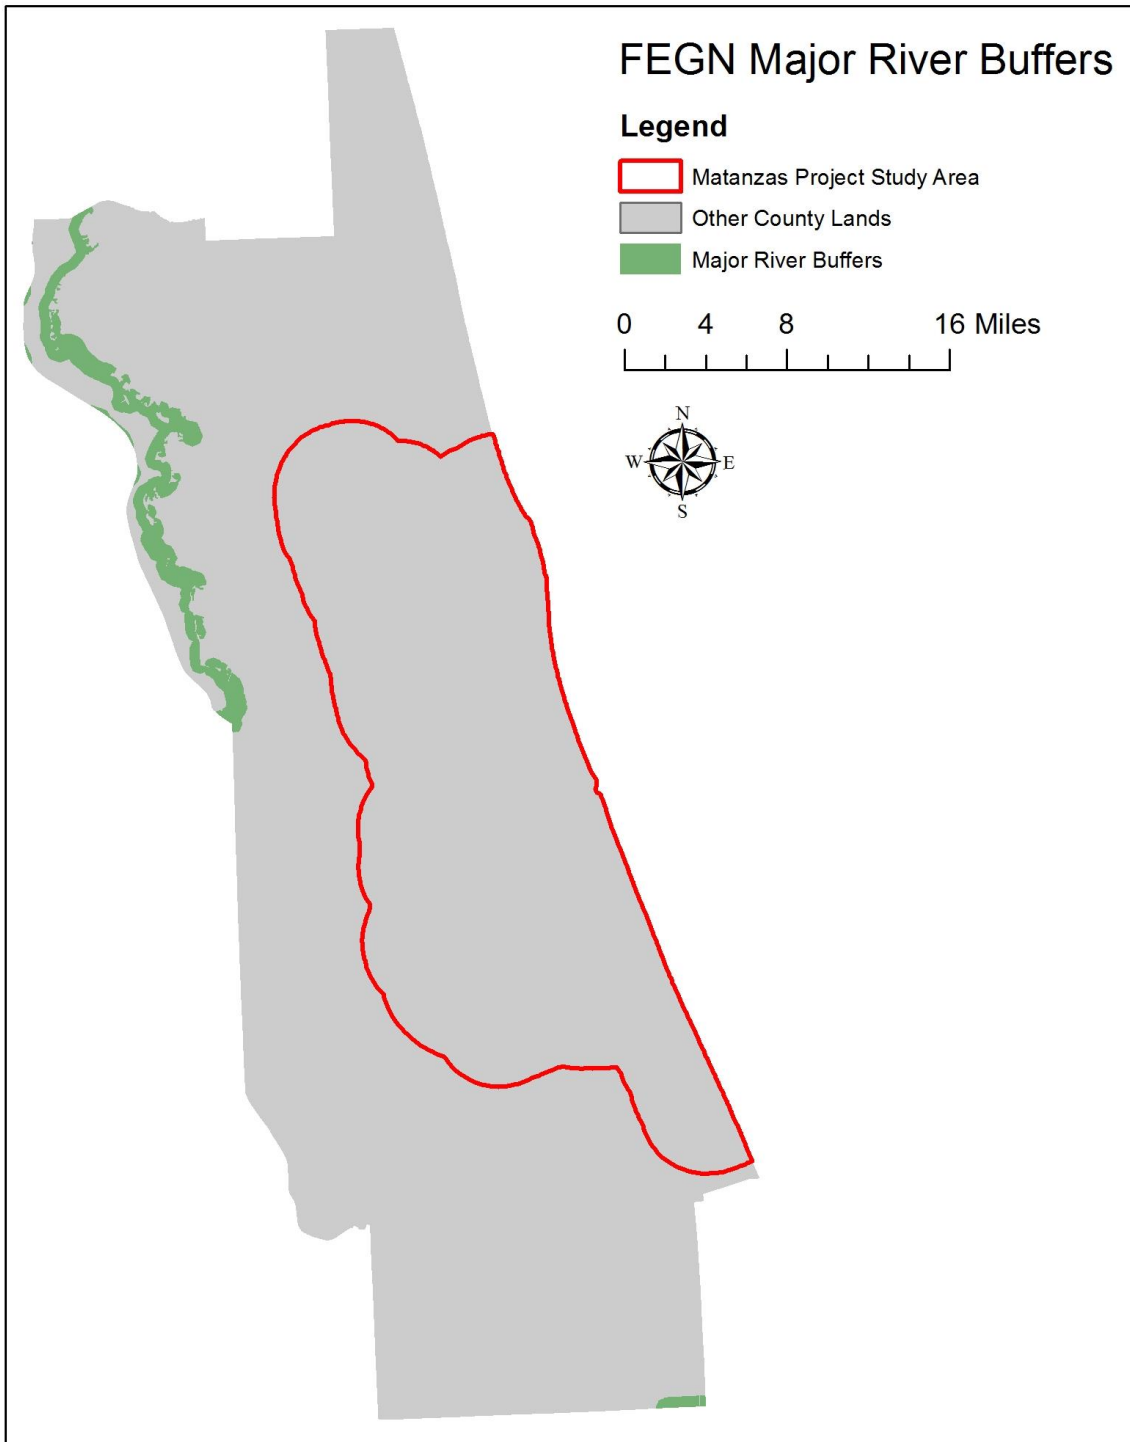 FEGN Major River Buffers
Legend
Matanzas Project Study Area
Other County Lands
Major River Buffers
0 4 8 16 Miles
N
W E
S